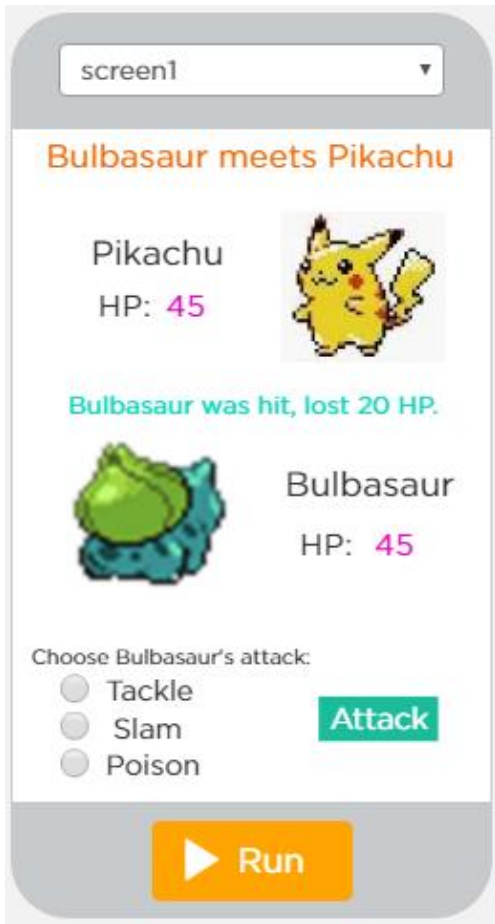 screen1
Bulbasaur meets Pikachu
Pikachu
HP: 45
Bulbasaur was hit, lost 20 HP.
Bulbasaur
HP: 45
Choose Bulbasaur's attack:
Tackle
Slam
Poison
Attack
Run